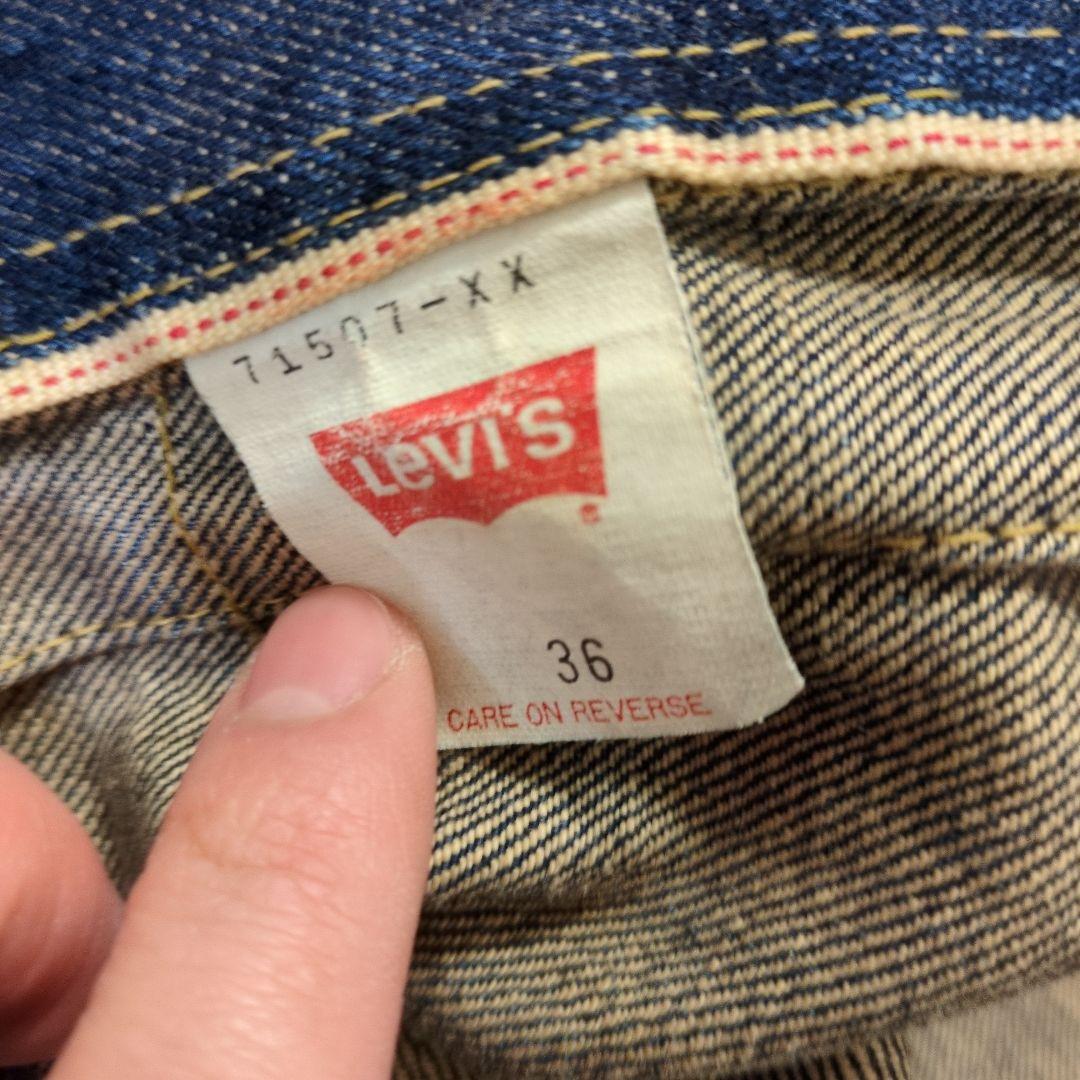 71507-XX
LEVI'S
®
36
CARE ON REVERSE